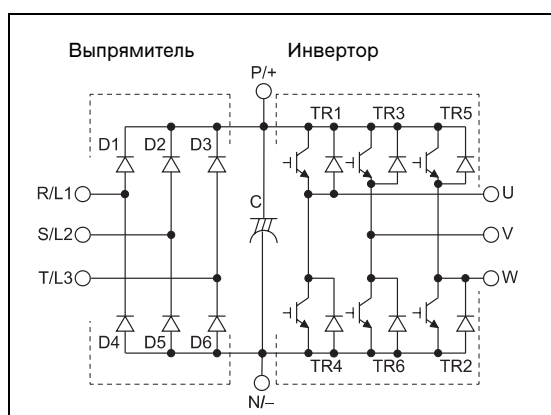 Выпрямитель Инвертор
P/+
TR1 TR3 TR5
D1 D2 D3
R/L1 U
C
S/L2 V
T/L3 W
D4 D5 D6
TR4 TR6 TR2
N/–